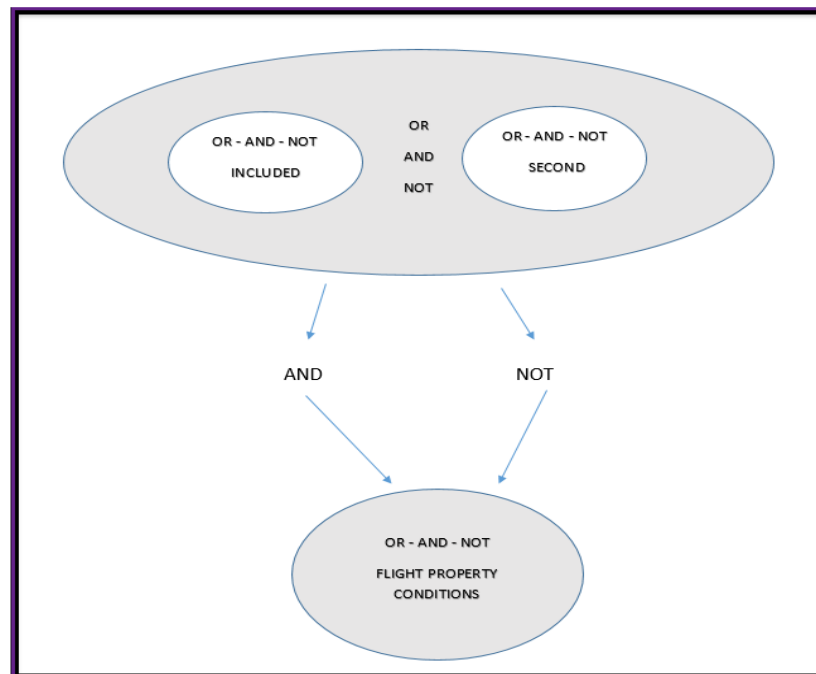 OR - AND - NOT
INCLUDED
OR
AND
NOT
OR - AND - NOT
SECOND
AND
NOT
OR - AND - NOT
FLIGHT PROPERTY
CONDITIONS